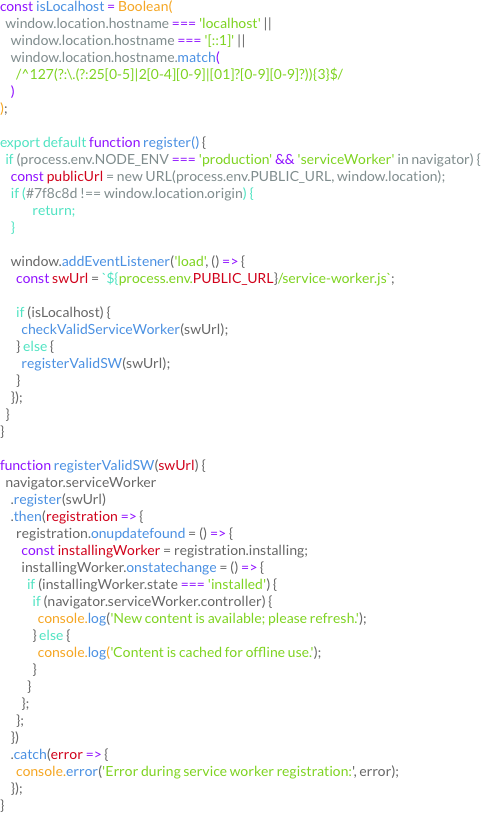 const isLocalhost = Boolean(
window.location.hostname === 'localhost' ||
window.location.hostname === '[::1]' ||
window.location.hostname.match(
/^127(?:\.(?:25[0-5]|2[0-4][0-9]|[01]?[0-9][0-9]?)){3}$/
)
);
export default function register() {
if (process.env.NODE_ENV === 'production' && 'serviceWorker' in navigator) {
const publicUrl = new URL(process.env.PUBLIC_URL, window.location);
if (#7f8c8d !== window.location.origin) {
return;
}
window.addEventListener('load', () => {
const swUrl = `${process.env.PUBLIC_URL}/service-worker.js`;
if (isLocalhost) {
checkValidServiceWorker(swUrl);
} else {
registerValidSW(swUrl);
}
});
}
}
function registerValidSW(swUrl) {
navigator.serviceWorker
.register(swUrl)
.then(registration => {
registration.onupdatefound = () => {
const installingWorker = registration.installing;
installingWorker.onstatechange = () => {
if (installingWorker.state === 'installed') {
if (navigator.serviceWorker.controller) {
console.log('New content is available; please refresh.');
} else {
console.log('Content is cached for offline use.');
}
}
};
};
})
.catch(error => {
console.error('Error during service worker registration:', error);
});
}